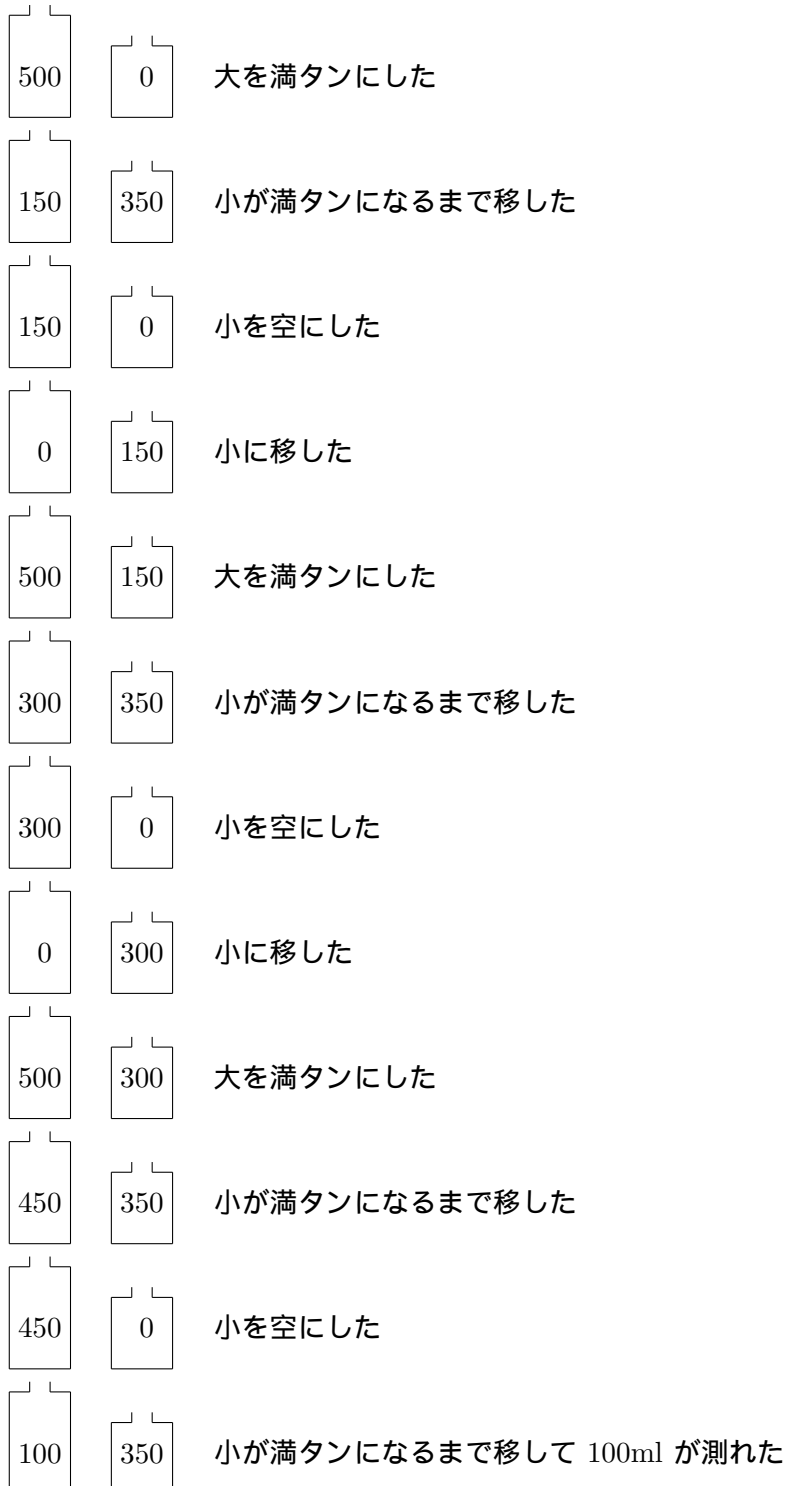 500 0 大を満タンにした
150 350 小が満タンになるまで移した
150 0 小を空にした
0 150 小に移した
500 150 大を満タンにした
300 350 小が満タンになるまで移した
300 0 小を空にした
0 300 小に移した
500 300 大を満タンにした
450 350 小が満タンになるまで移した
450 0 小を空にした
100 350 小が満タンになるまで移して 100ml が測れた